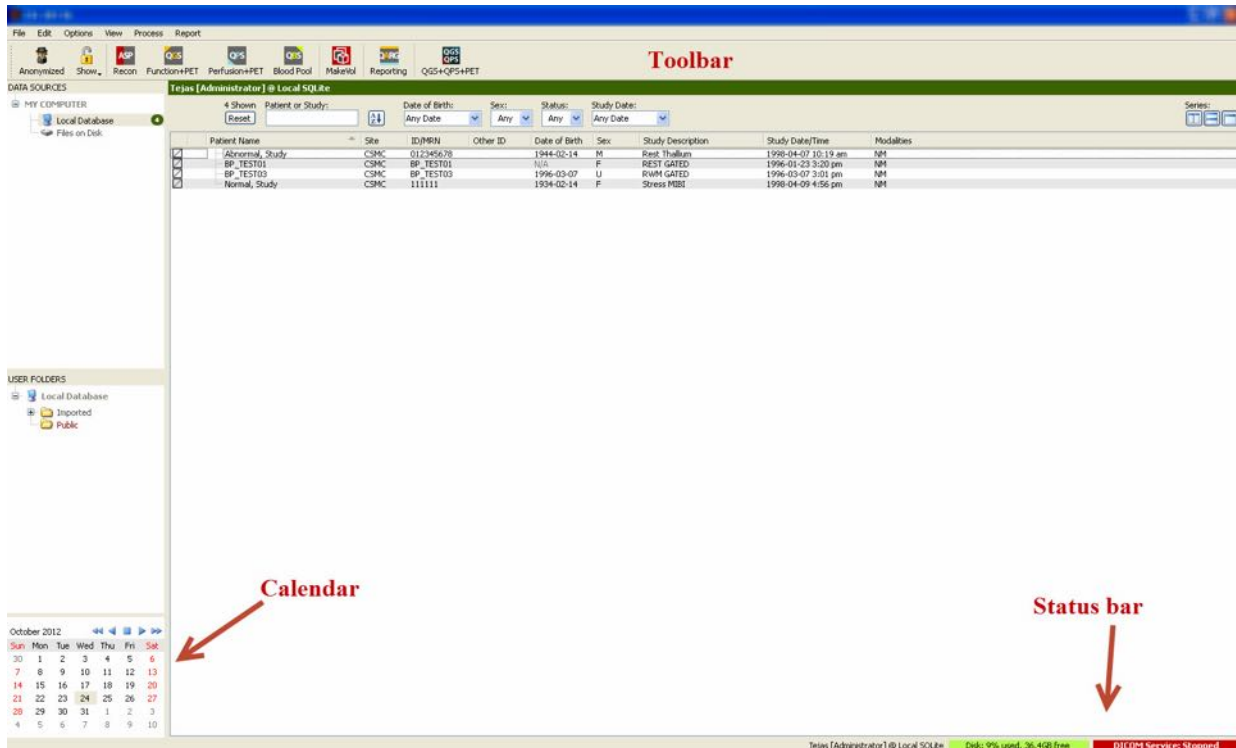 File Edit Options View Process Report
ASP QGS QPS QBS QARG QGS QPS
Anonymized Show Recon Function+PET Perfusion+PET Blood Pool MakeVol Reporting QGS+QPS+PET
Toolbar
DATA SOURCES
MY COMPUTER
Local Database 4
Files on Disk
Tejas [Administrator] @ Local SQLite
4 Shown Patient or Study: Date of Birth: Sex: Status: Study Date: Series:
Reset Any Date Any Any Any Date
Patient Name Site ID/MRN Other ID Date of Birth Sex Study Description Study Date/Time Modalities
Abnormal, Study CSMC 012345678 1944-02-14 M Rest Thallium 1998-04-07 10:19 am NM
BP_TEST01 CSMC BP_TEST01 N/A F REST GATED 1996-01-23 3:20 pm NM
BP_TEST03 CSMC BP_TEST03 1996-03-07 U RWM GATED 1996-03-07 3:01 pm NM
Normal, Study CSMC 111111 1934-02-14 F Stress MIBI 1998-04-09 4:56 pm NM
USER FOLDERS
Local Database
Imported
Public
Calendar
Status bar
October 2012
Sun Mon Tue Wed Thu Fri Sat
30 1 2 3 4 5 6
7 8 9 10 11 12 13
14 15 16 17 18 19 20
21 22 23 24 25 26 27
28 29 30 31 1 2 3
4 5 6 7 8 9 10
Tejas [Administrator] @ Local SQLite Disk: 9% used, 36.4GB free DICOM Service: Stopped